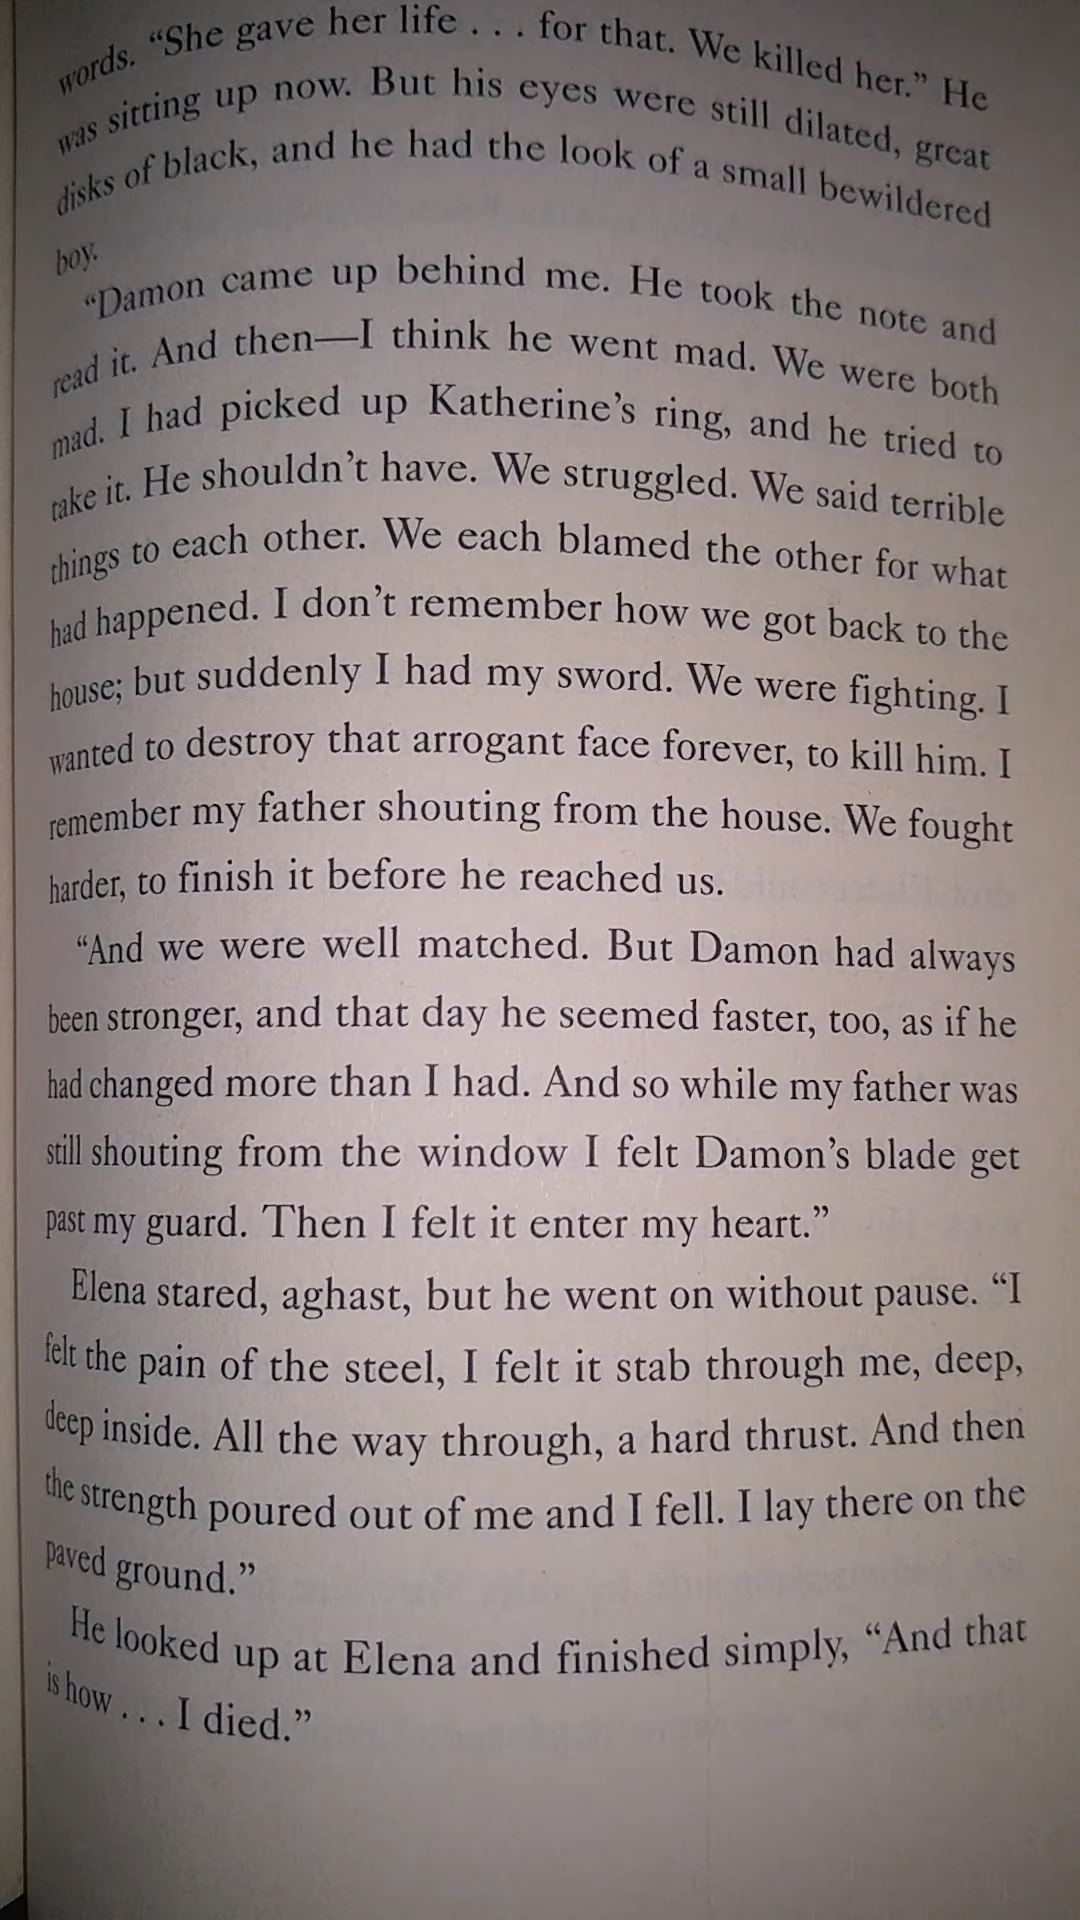 words. “She gave her life . . . for that. We killed her.” He
was sitting up now. But his eyes were still dilated, great
disks of black, and he had the look of a small bewildered
boy.
“Damon came up behind me. He took the note and
read it. And then—I think he went mad. We were both
mad. I had picked up Katherine’s ring, and he tried to
take it. He shouldn’t have. We struggled. We said terrible
things to each other. We each blamed the other for what
had happened. I don’t remember how we got back to the
house; but suddenly I had my sword. We were fighting. I
wanted to destroy that arrogant face forever, to kill him. I
remember my father shouting from the house. We fought
harder, to finish it before he reached us.
“And we were well matched. But Damon had always
been stronger, and that day he seemed faster, too, as if he
had changed more than I had. And so while my father was
still shouting from the window I felt Damon’s blade get
past my guard. Then I felt it enter my heart.”
Elena stared, aghast, but he went on without pause. “I
felt the pain of the steel, I felt it stab through me, deep,
deep inside. All the way through, a hard thrust. And then
the strength poured out of me and I fell. I lay there on the
paved ground.”
He looked up at Elena and finished simply, “And that
is how . . . I died.”